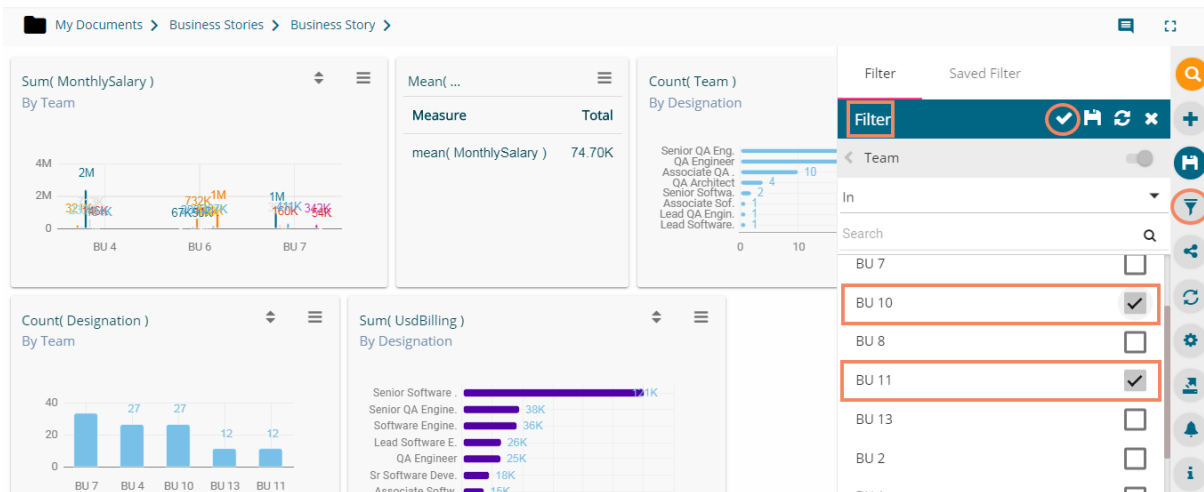 My Documents > Business Stories > Business Story >
Sum( MonthlySalary )
By Team
4M
2M
0
2M
732K
1M
67K
1M
160K
342K
54K
BU 4
BU 6
BU 7
Mean( ...
Measure Total
mean( MonthlySalary ) 74.70K
Count( Team )
By Designation
Senior QA Eng.
QA Engineer
Associate QA . 10
QA Architect 4
Senior Softwa. 2
Associate Sof. 1
Lead QA Engin. 1
Lead Software. 1
0 10
Count( Designation )
By Team
40
20
0
27 27 12 12
BU 7 BU 4 BU 10 BU 13 BU 11
Sum( UsdBilling )
By Designation
Senior Software . 121K
Senior QA Engine. 38K
Software Engine. 36K
Lead Software E. 26K
QA Engineer 25K
Sr Software Deve. 18K
Associate Softw. 15K
Filter Saved Filter
Filter
Team
In
Search
BU 7
BU 10
BU 8
BU 11
BU 13
BU 2